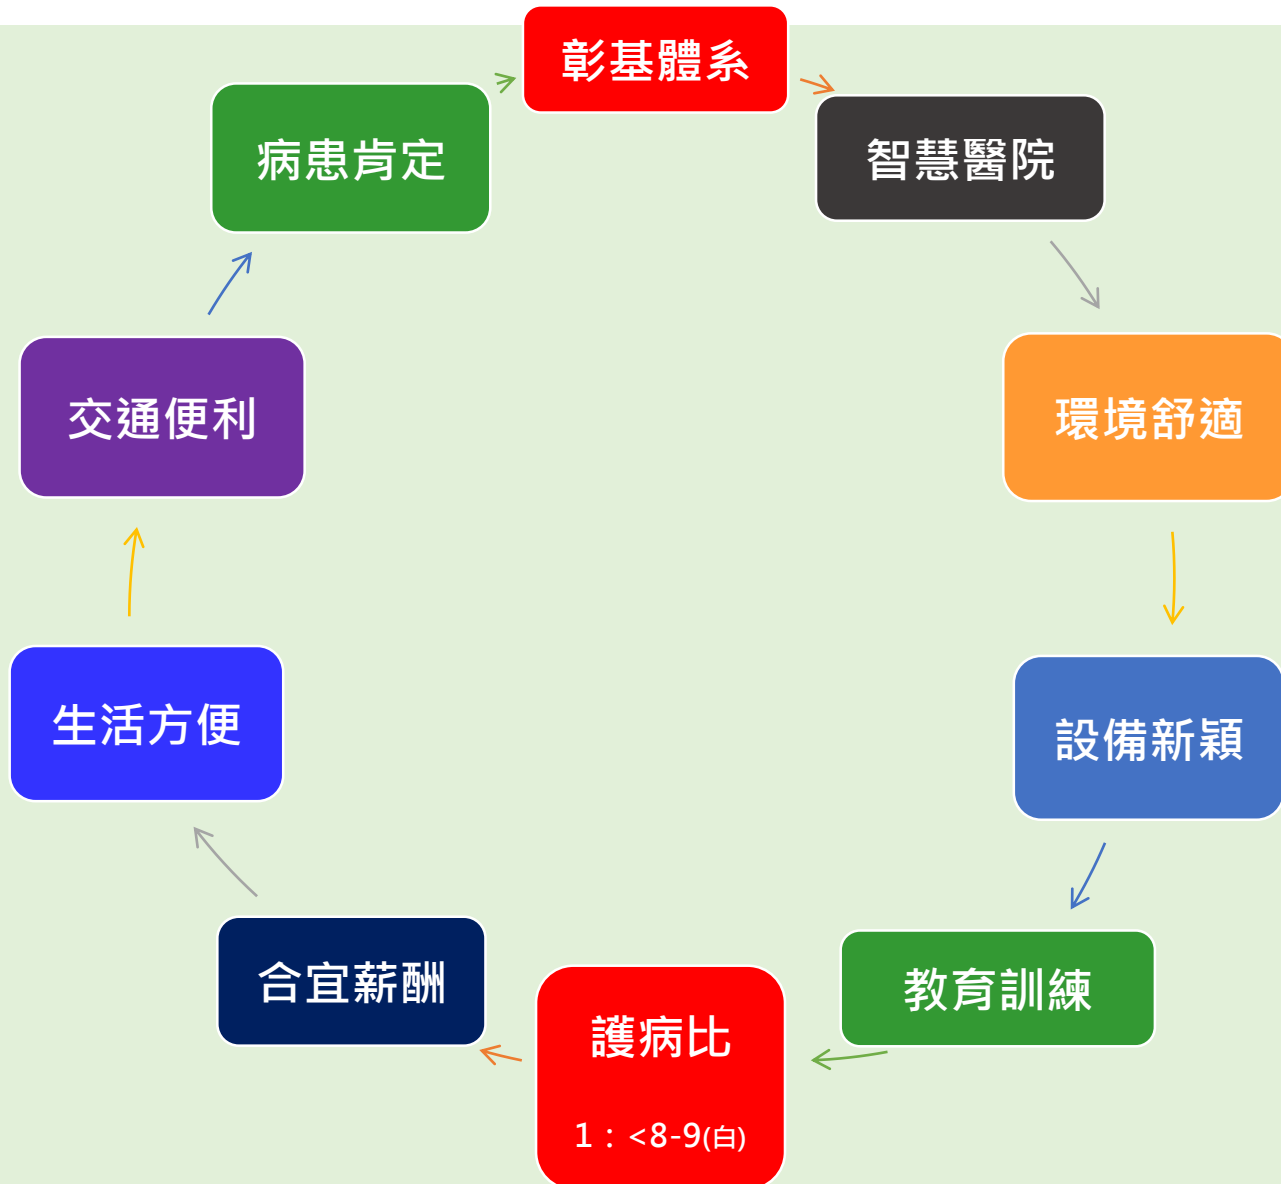 彰基體系
智慧醫院
環境舒適
設備新穎
教育訓練
護病比
1：<8-9(白)
合宜薪酬
生活方便
交通便利
病患肯定